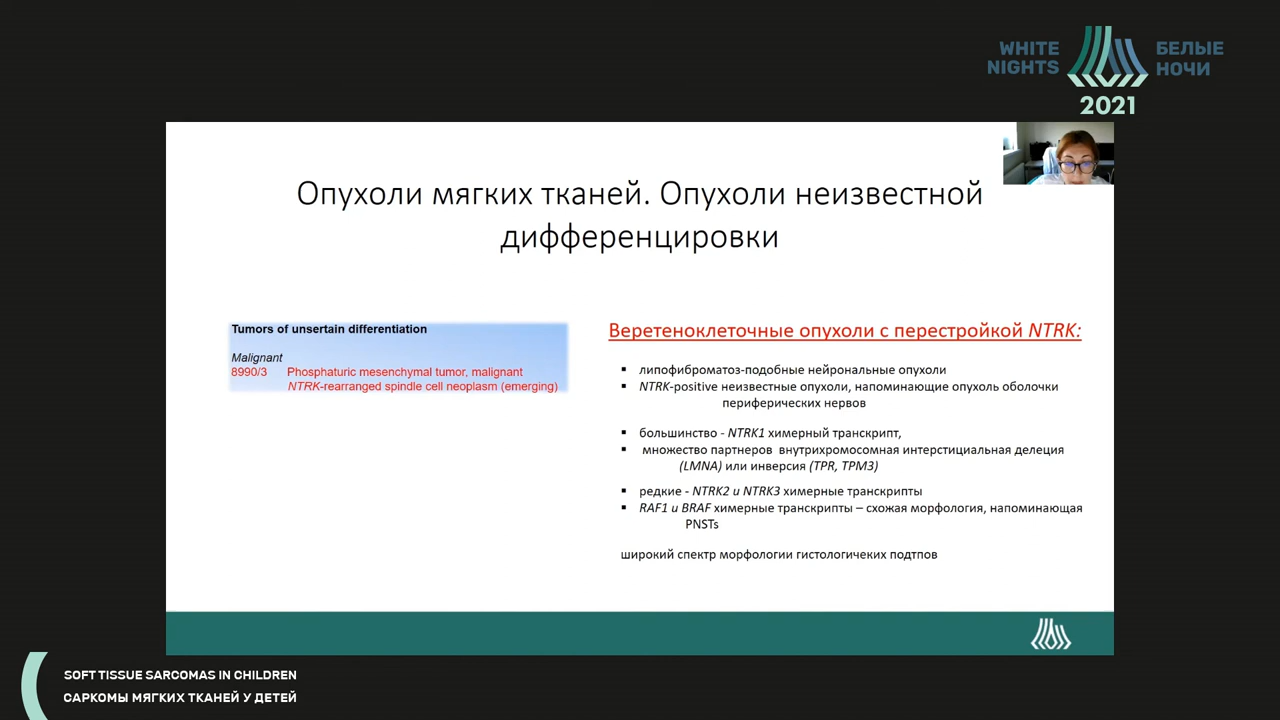 WHITE
NIGHTS
БЕЛЫЕ
НОЧИ
2021
Опухоли мягких тканей. Опухоли неизвестной
дифференцировки
Tumors of unsertain differentiation
Malignant
8990/3 Phosphaturic mesenchymal tumor, malignant
NTRK-rearranged spindle cell neoplasm (emerging)
Веретеноклеточные опухоли с перестройкой NTRK:
▪ липофиброматоз-подобные нейрональные опухоли
▪ NTRK-positive неизвестные опухоли, напоминающие опухоль оболочки
периферических нервов
▪ большинство - NTRK1 химерный транскрипт,
▪ множество партнеров внутрихромосомная интерстициальная делеция
(LMNA) или инверсия (TPR, TPM3)
▪ редкие - NTRK2 и NTRK3 химерные транскрипты
▪ RAF1 и BRAF химерные транскрипты – схожая морфология, напоминающая
PNSTs
широкий спектр морфологии гистологичеких подтпов
SOFT TISSUE SARCOMAS IN CHILDREN
САРКОМЫ МЯГКИХ ТКАНЕЙ У ДЕТЕЙ